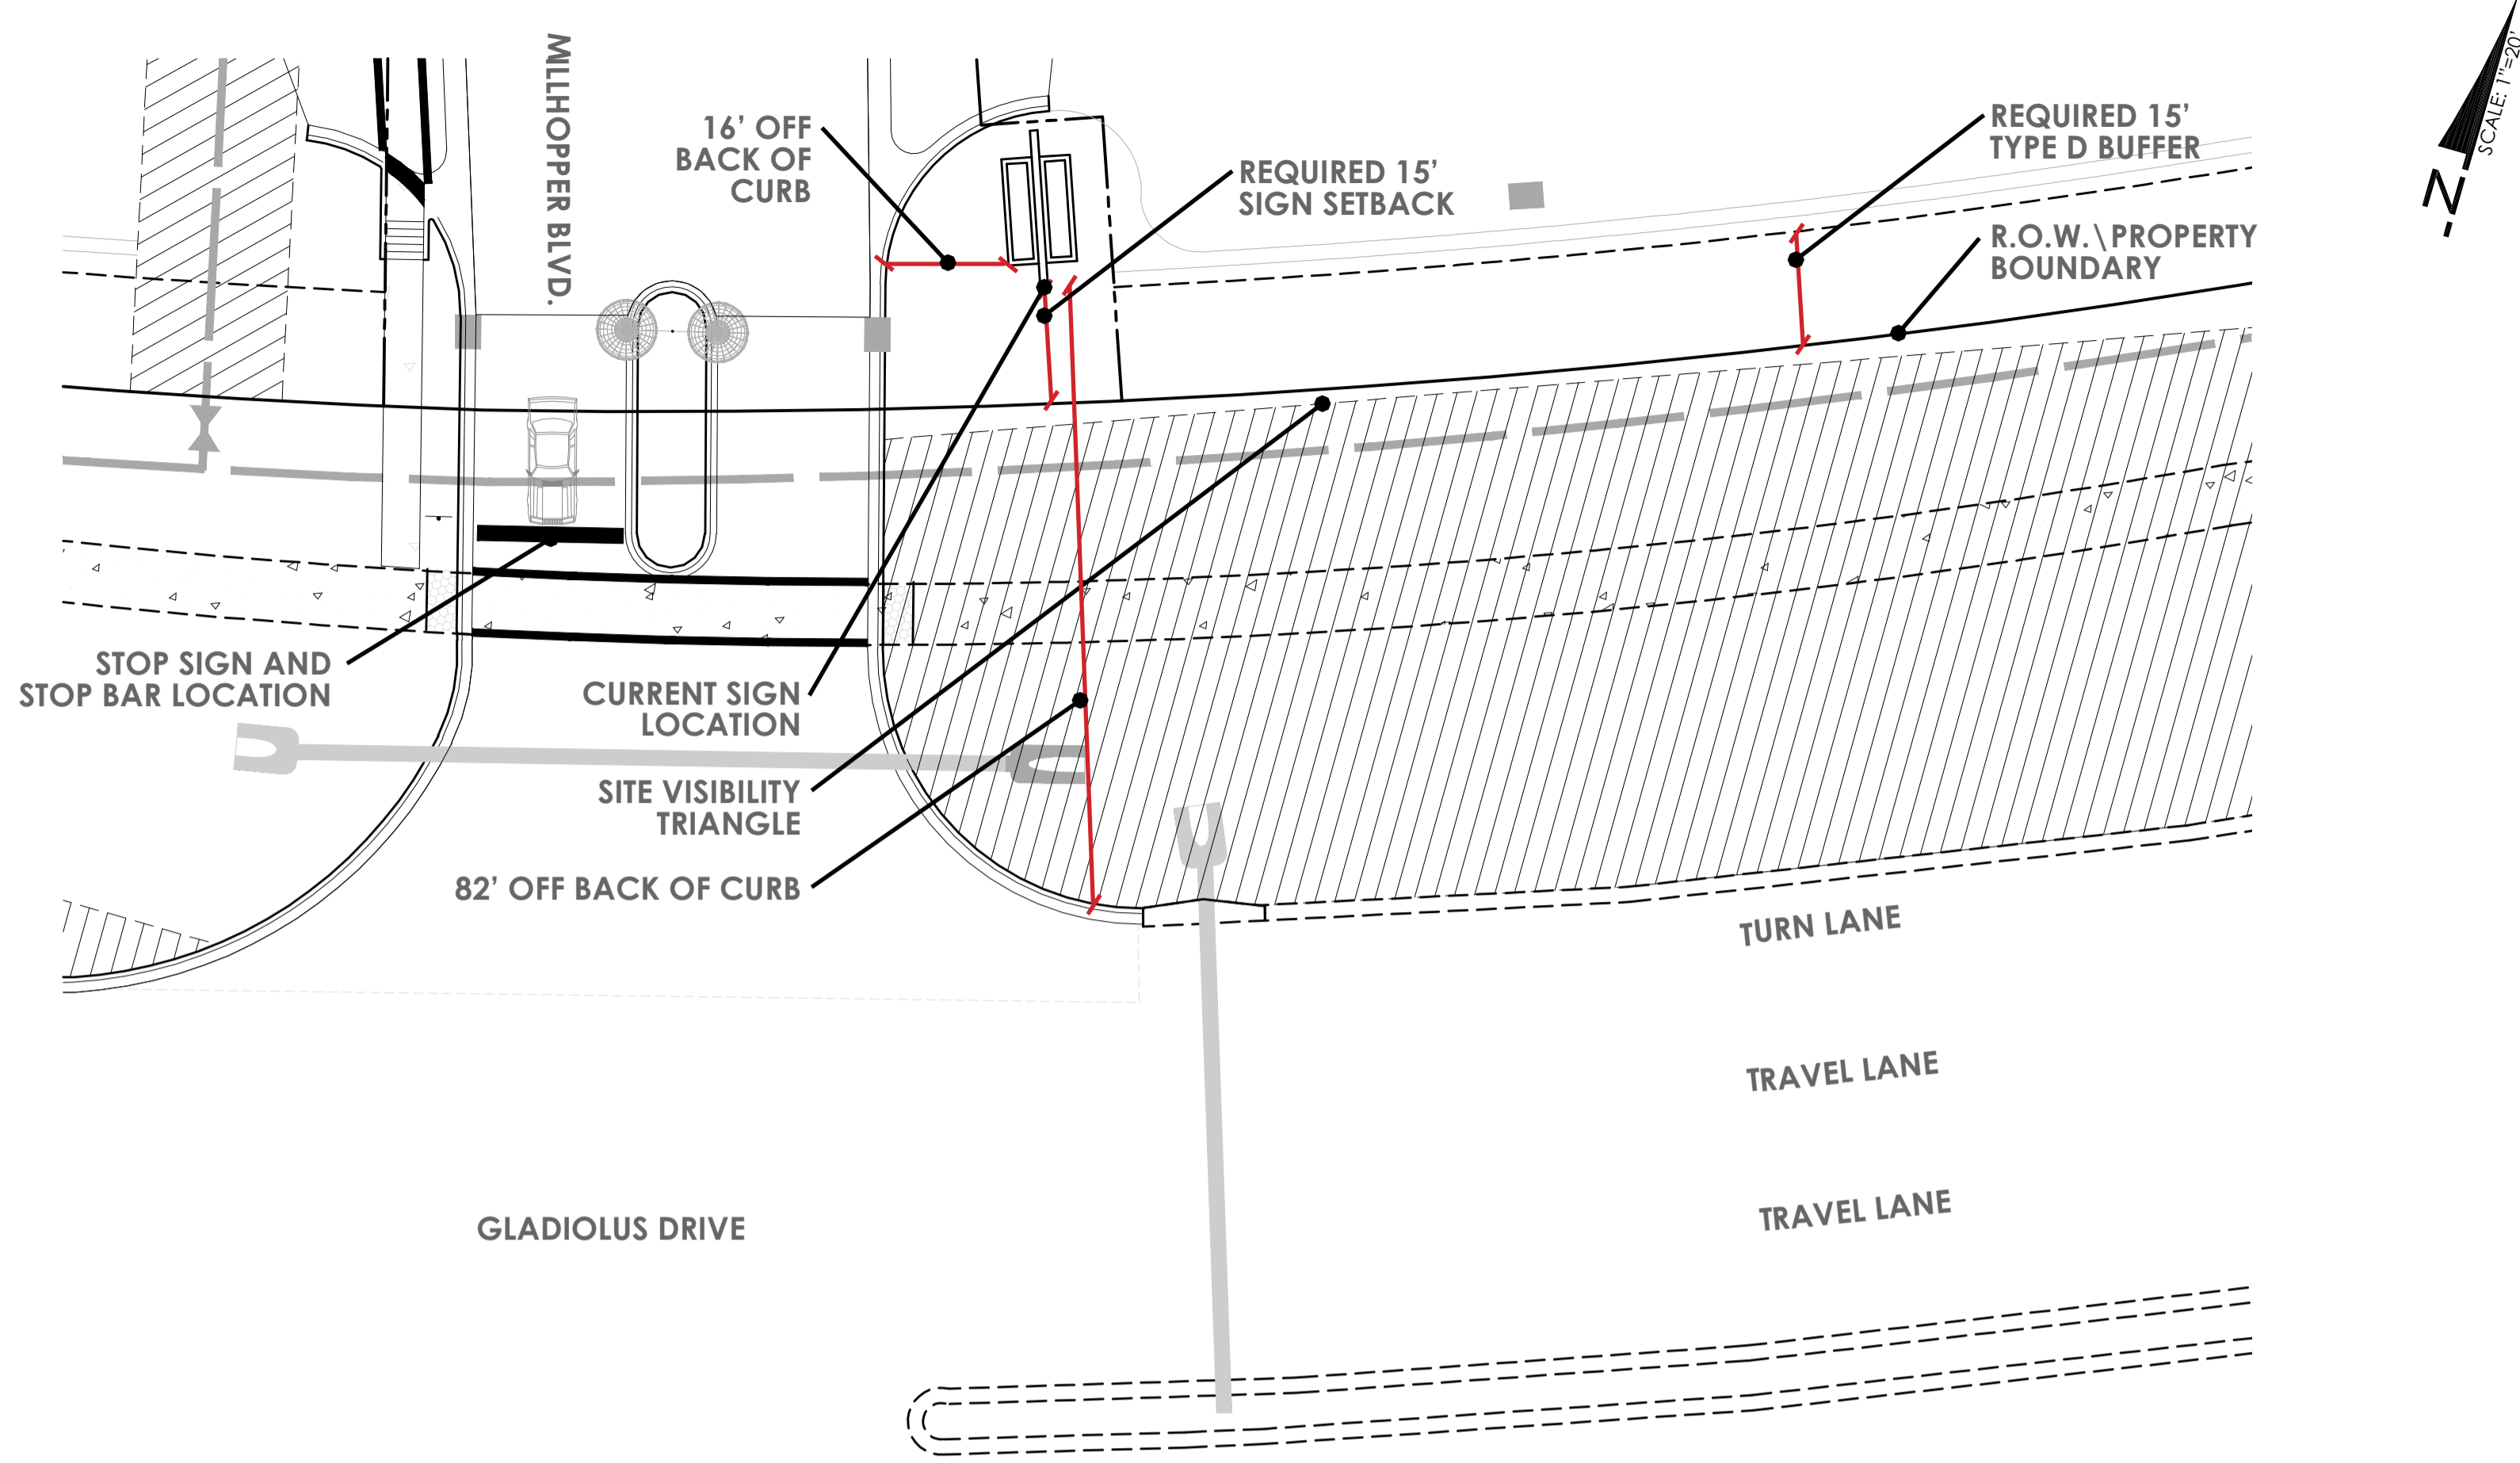 MILHOPPER BLVD.
16’ OFF
BACK OF
CURB
REQUIRED 15’
SIGN SETBACK
REQUIRED 15’
TYPE D BUFFER
R.O.W.\PROPERTY
BOUNDARY
SCALE: 1"=20'
-N-
STOP SIGN AND
STOP BAR LOCATION
CURRENT SIGN
LOCATION
SITE VISIBILITY
TRIANGLE
82’ OFF BACK OF CURB
TURN LANE
TRAVEL LANE
TRAVEL LANE
GLADIOLUS DRIVE